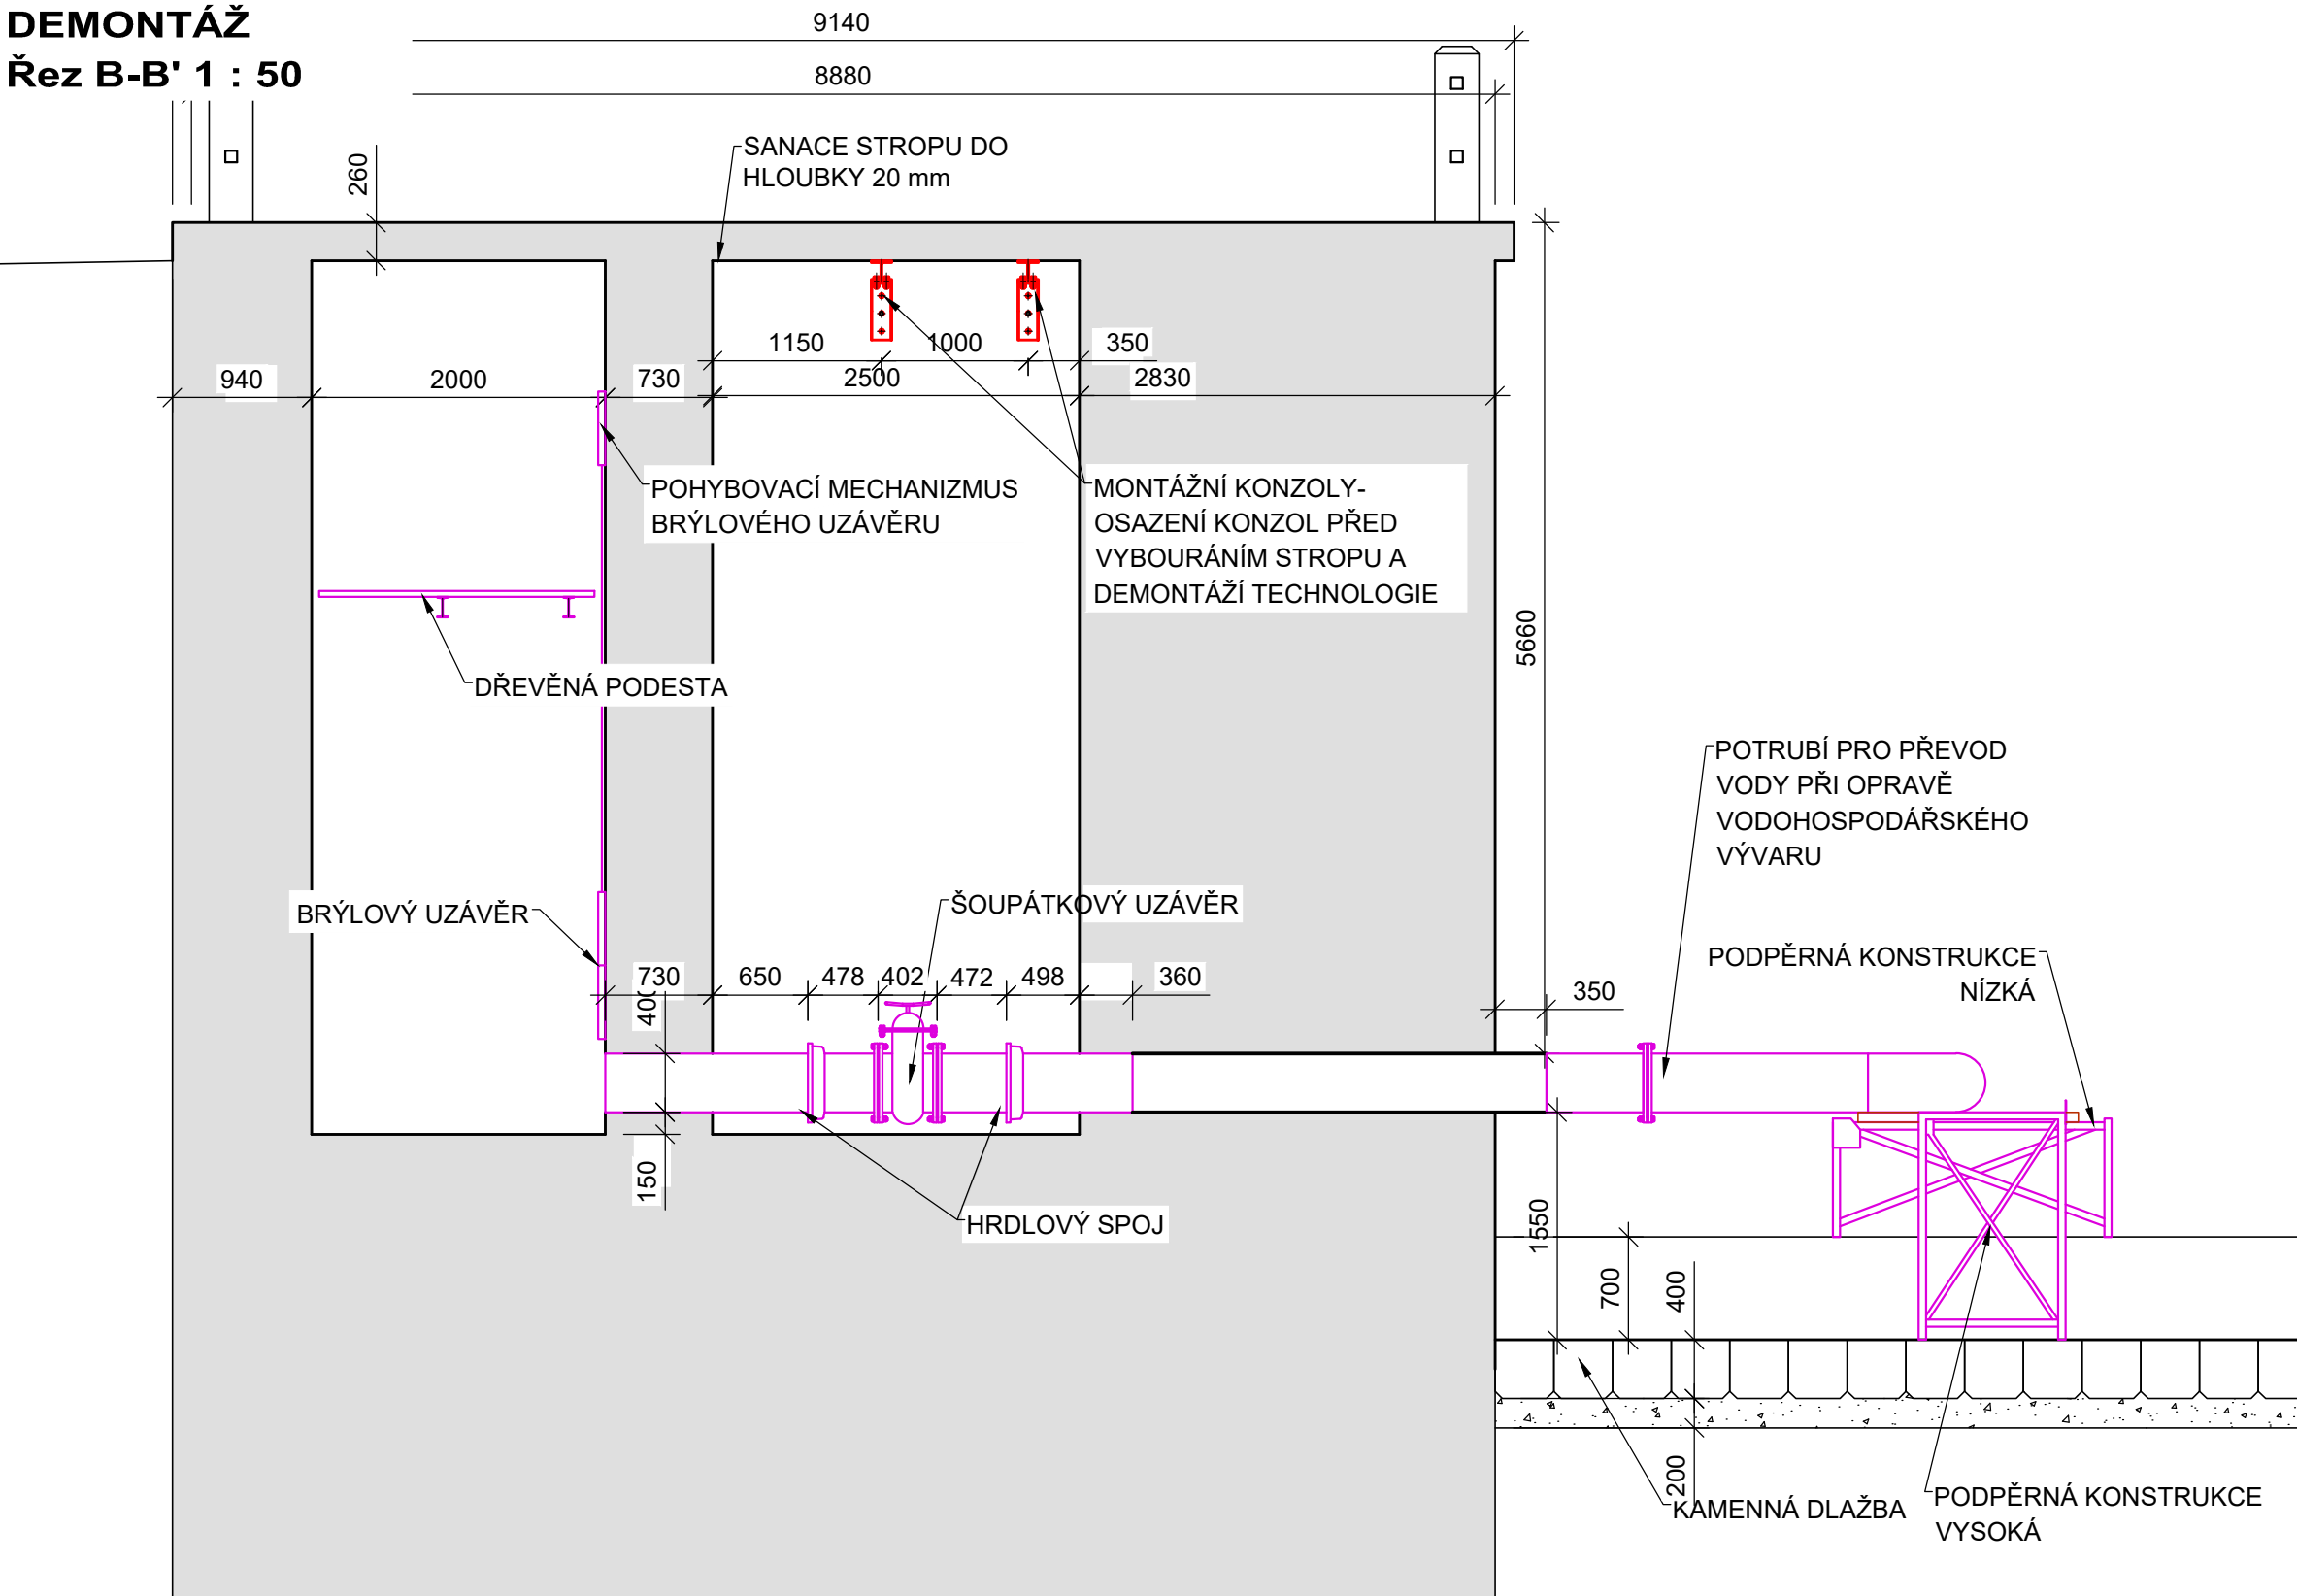 DEMONTÁŽ
Řez B-B' 1 : 50
9140
8880
260
SANACE STROPU DO
HLOUBKY 20 mm
1150
1000
350
940
2000
730
2500
2830
POHYBOVACÍ MECHANIZMUS
BRÝLOVÉHO UZÁVĚRU
MONTÁŽNÍ KONZOLY-
OSAZENÍ KONZOL PŘED
VYBOURÁNÍM STROPU A
DEMONTÁŽÍ TECHNOLOGIE
5660
DŘEVĚNÁ PODESTA
POTRUBÍ PRO PŘEVOD
VODY PŘI OPRAVĚ
VODOHOSPODÁŘSKÉHO
VÝVARU
BRÝLOVÝ UZÁVĚR
ŠOUPÁTKOVÝ UZÁVĚR
PODPĚRNÁ KONSTRUKCE
NÍZKÁ
730
650
478
402
472
498
360
350
400
150
HRDLOVÝ SPOJ
1550
700
400
200
KAMENNÁ DLAŽBA
PODPĚRNÁ KONSTRUKCE
VYSOKÁ